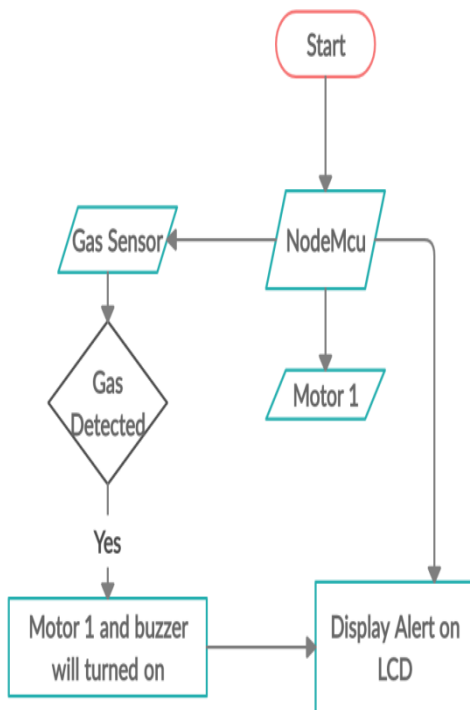 Start
Gas Sensor
NodeMcu
Gas
Detected
Motor 1
Yes
Motor 1 and buzzer
will turned on
Display Alert on
LCD